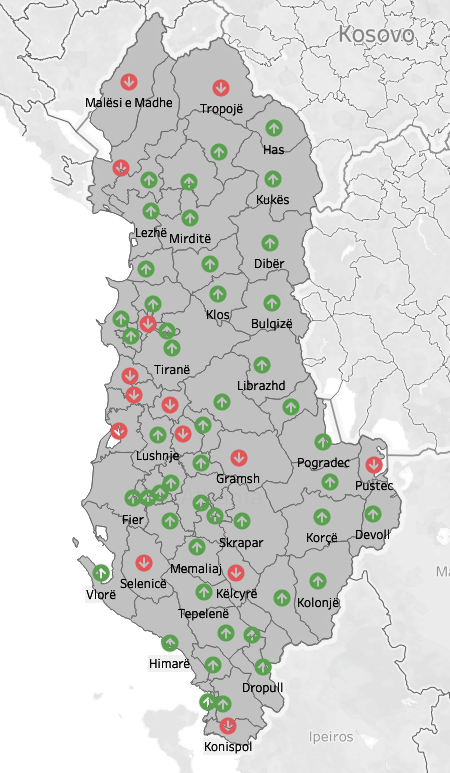 Kosovo
Malësi e Madhe
Tropojë
Has
Kukës
Lezhë
Mirditë
Dibër
Klos
Bulqizë
Tiranë
Librazhd
Lushnje
Pogradec
Gramsh
Pustec
Fier
Skrapar
Korçë
Devoll
Memaliaj
Selenicë
Këlcyrë
Vlorë
Tepelenë
Kolonjë
Himarë
Dropull
Ipeiros
Konispol